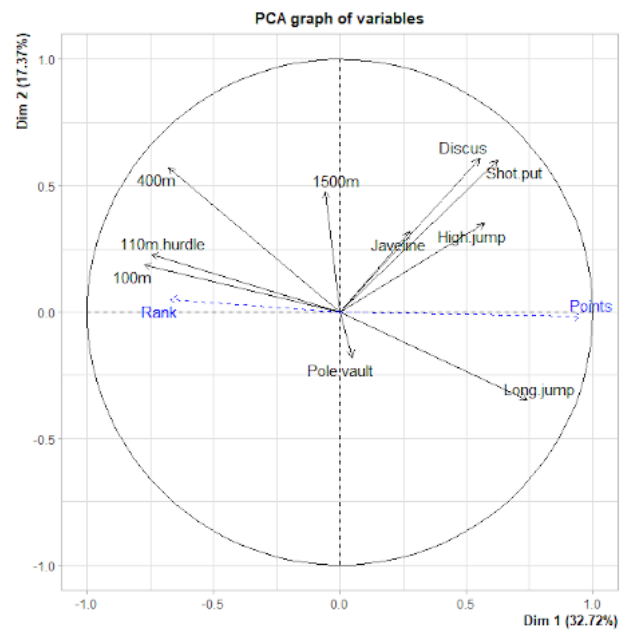 PCA graph of variables
Dim 2 (17.37%)
1.0
0.5
0.0
-0.5
-1.0
Discus
Shot.put
400m
1500m
110m.hurdle
Javeline
High.jump
100m
Rank
Points
Pole.vault
Long.jump
-1.0
-0.5
0.0
0.5
1.0
Dim 1 (32.72%)